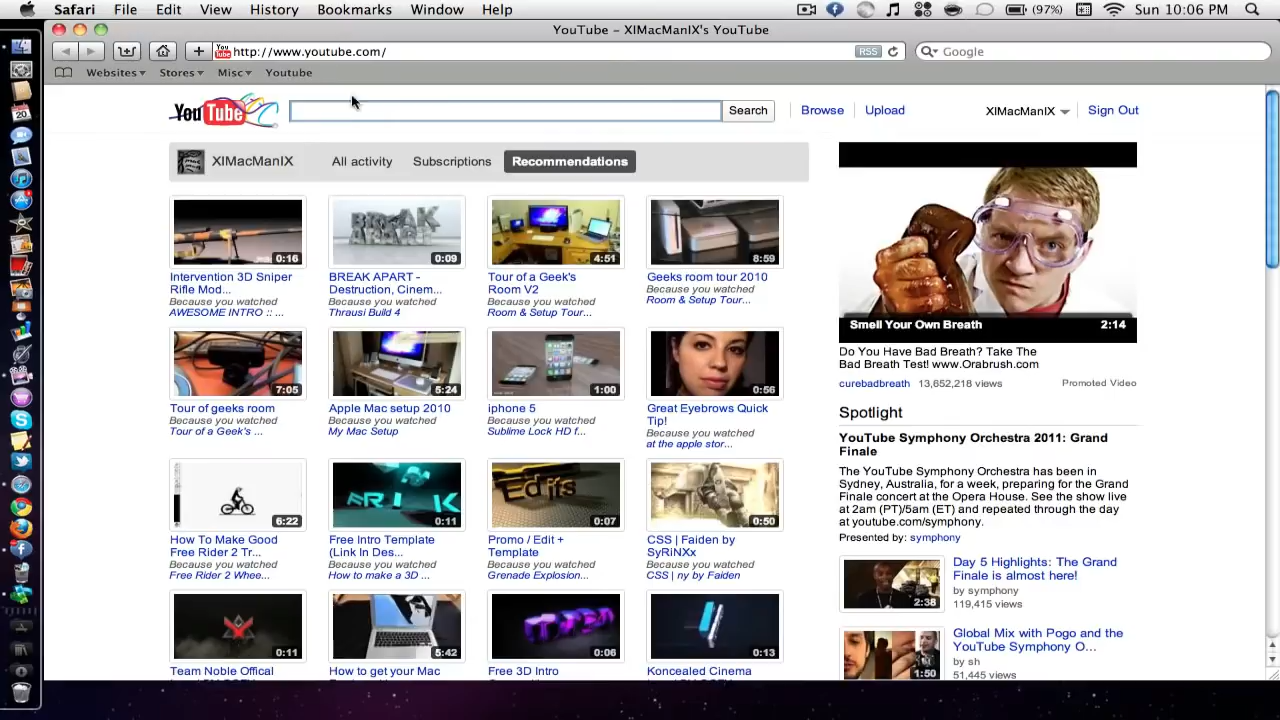 Safari File Edit View History Bookmarks Window Help (97%) Sun 10:06 PM
YouTube – XIMacManIX's YouTube
You Tube http://www.youtube.com/ RSS Google
Websites Stores Misc Youtube
20
You Tube Search Browse Upload XIMacManIX Sign Out
XIMacManIX All activity Subscriptions Recommendations
0:16 BREAK APART 0:09 4:51 8:59
Intervention 3D Sniper Rifle Mod...
Because you watched
AWESOME INTRO :: ...
BREAK APART - Destruction, Cinem...
Because you watched
Thrausi Build 4
Tour of a Geek's Room V2
Because you watched
Room & Setup Tour...
Geeks room tour 2010
Because you watched
Room & Setup Tour...
7:05 5:24 1:00 0:56
Tour of geeks room
Because you watched
Tour of a Geek's ...
Apple Mac setup 2010
Because you watched
My Mac Setup
iphone 5
Because you watched
Sublime Lock HD f...
Great Eyebrows Quick Tip!
Because you watched
at the apple stor...
6:22 0:11 Edits 0:07 0:50
How To Make Good Free Rider 2 Tr...
Because you watched
Free Rider 2 Whee...
Free Intro Template (Link In Des...
Because you watched
How to make a 3D ...
Promo / Edit + Template
Because you watched
Grenade Explosion...
CSS | Faiden by SyRiNXx
Because you watched
CSS | ny by Faiden
0:11 5:42 0:06 0:13
Team Noble Offical
How to get your Mac
Free 3D Intro
Koncealed Cinema
Smell Your Own Breath 2:14
Do You Have Bad Breath? Take The
Bad Breath Test! www.Orabrush.com
curebadbreath 13,652,218 views Promoted Video
Spotlight
YouTube Symphony Orchestra 2011: Grand
Finale
The YouTube Symphony Orchestra has been in
Sydney, Australia, for a week, preparing for the Grand
Finale concert at the Opera House. See the show live
at 2am (PT)/5am (ET) and repeated through the day
at youtube.com/symphony.
Presented by: symphony
2:38
Day 5 Highlights: The Grand
Finale is almost here!
by symphony
119,415 views
1:50
Global Mix with Pogo and the
YouTube Symphony O...
by sh
51,445 views